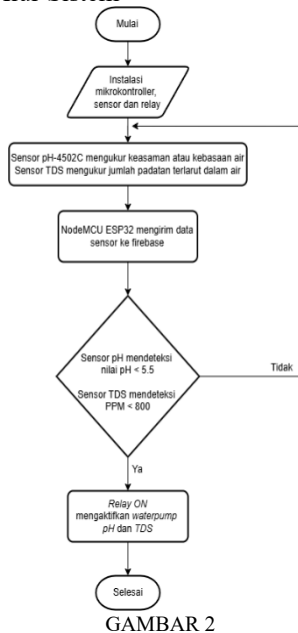 Mulai
Instalasi
mikrokontroller,
sensor dan relay
Sensor pH-4502C mengukur keasaman atau kebasaan air
Sensor TDS mengukur jumlah padatan terlarut dalam air
NodeMCU ESP32 mengirim data
sensor ke firebase
Sensor pH mendeteksi
nilai pH < 5.5
Sensor TDS mendeteksi
PPM < 800
Tidak
Ya
Relay ON
mengaktifkan waterpump
pH dan TDS
Selesai
GAMBAR 2